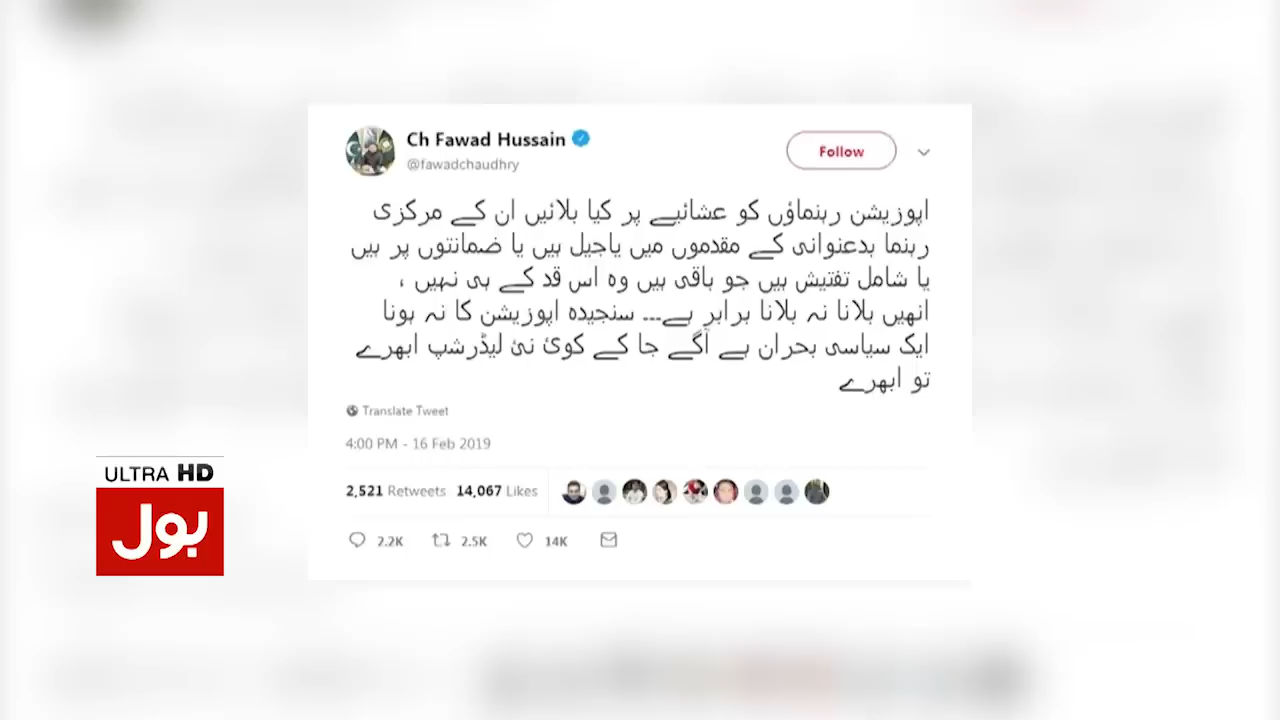 Ch Fawad Hussain
@fawadchaudhry
Follow
اپوزیشن رہنماؤں کو عشائیے پر کیا بلائیں ان کے مرکزی
رہنما بدعنوانی کے مقدموں میں یاجیل ہیں یا ضمانتوں پر ہیں
یا شامل تفتیش ہیں جو باقی ہیں وہ اس قد کے ہی نہیں ،
انھیں بلانا نہ بلانا برابر ہے... سنجیدہ اپوزیشن کا نہ ہونا
ایک سیاسی بحران ہے آگے جا کے کوئ نئ لیڈرشپ ابھرے
تو ابھرے
Translate Tweet
4:00 PM - 16 Feb 2019
2,521 Retweets 14,067 Likes
2.2K 2.5K 14K
ULTRA HD
بول